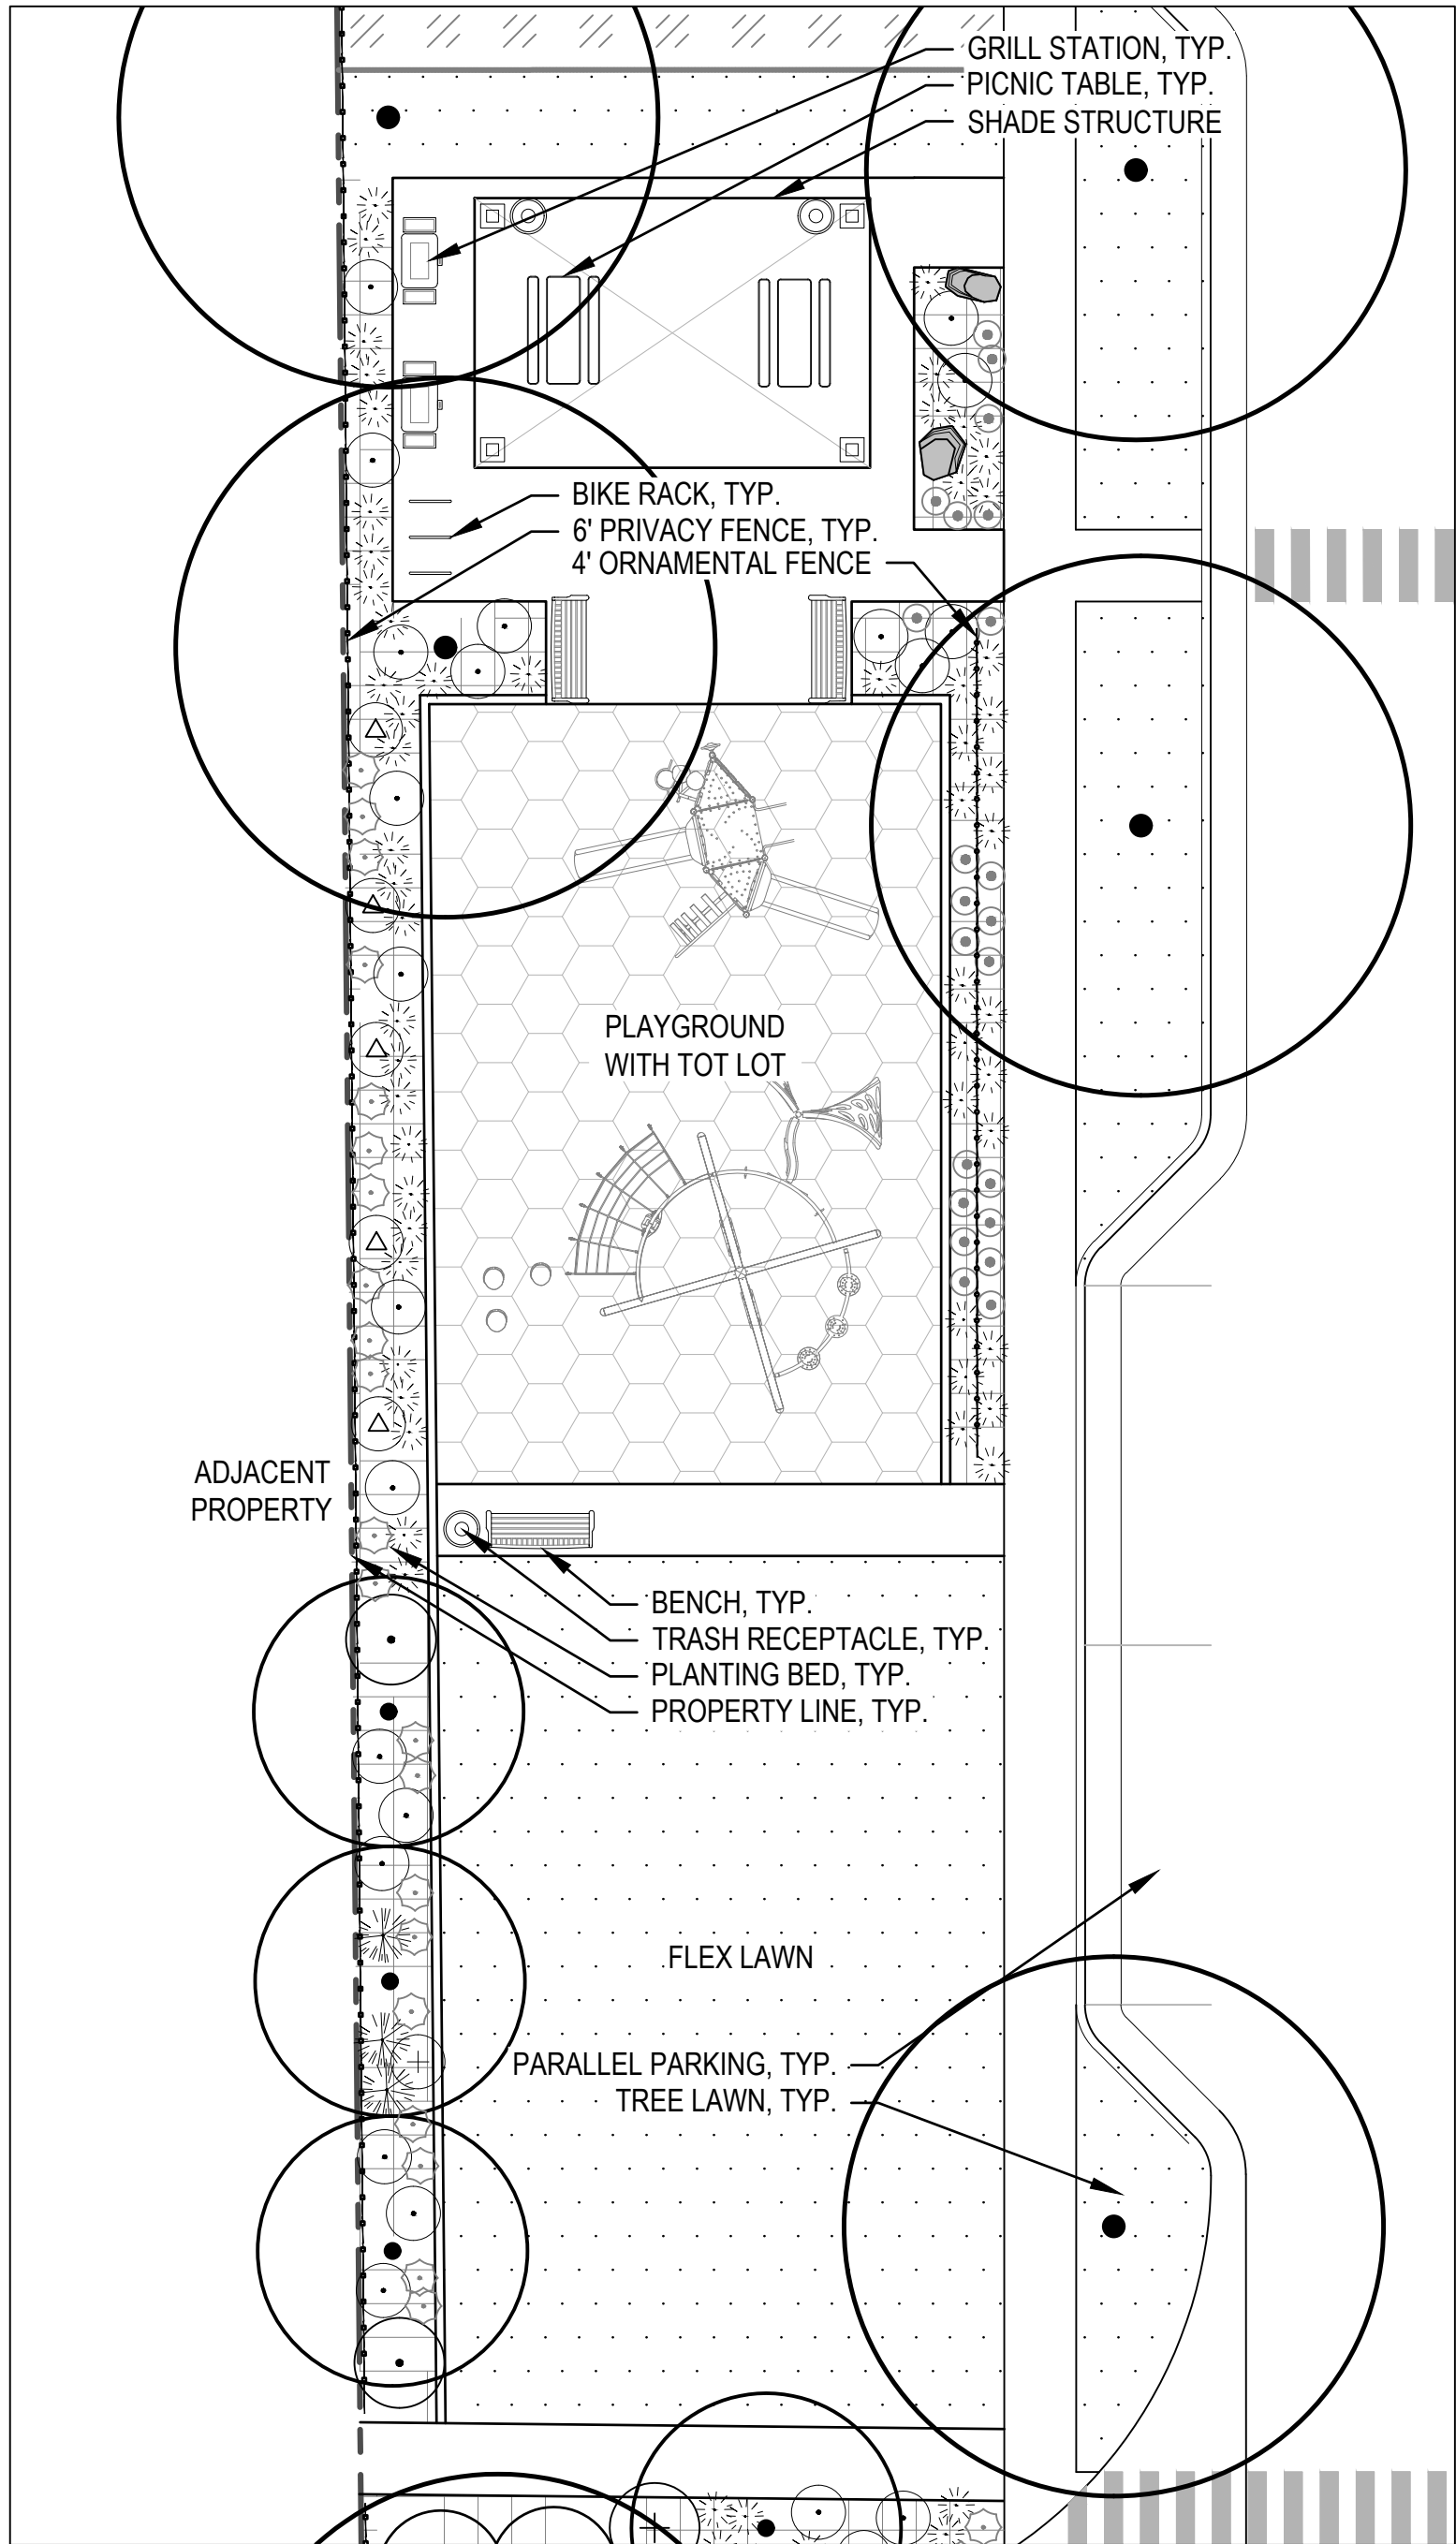 GRILL STATION, TYP.
PICNIC TABLE, TYP.
SHADE STRUCTURE
BIKE RACK, TYP.
6' PRIVACY FENCE, TYP.
4' ORNAMENTAL FENCE
PLAYGROUND
WITH TOT LOT
ADJACENT
PROPERTY
BENCH, TYP.
TRASH RECEPTACLE, TYP.
PLANTING BED, TYP.
PROPERTY LINE, TYP.
FLEX LAWN
PARALLEL PARKING, TYP.
TREE LAWN, TYP.